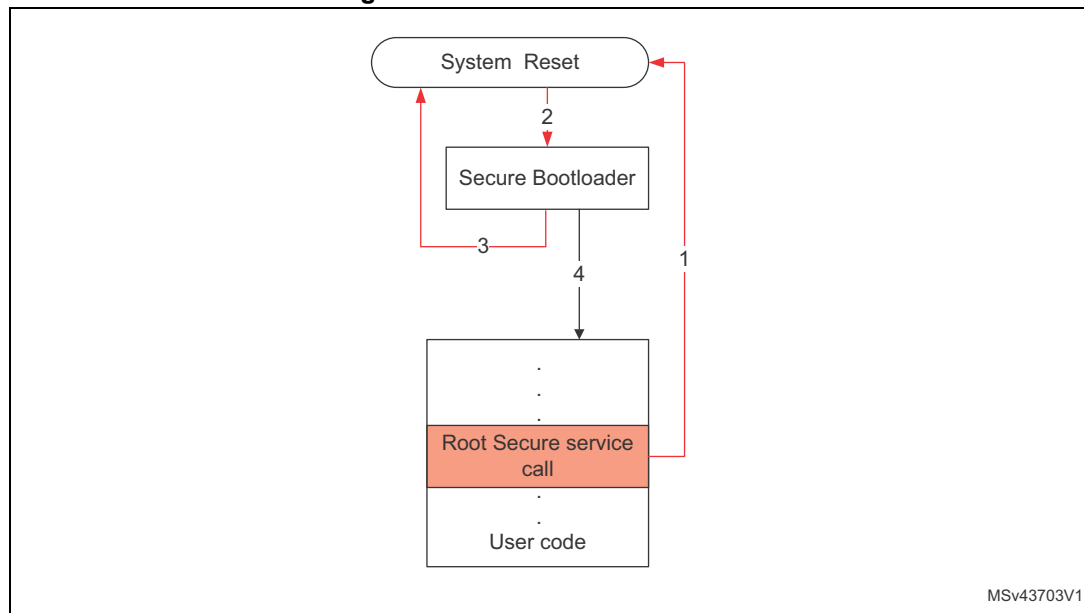 System Reset
2
Secure Bootloader
3
4
1
.
.
.
Root Secure service
call
.
.
User code
MSv43703V1